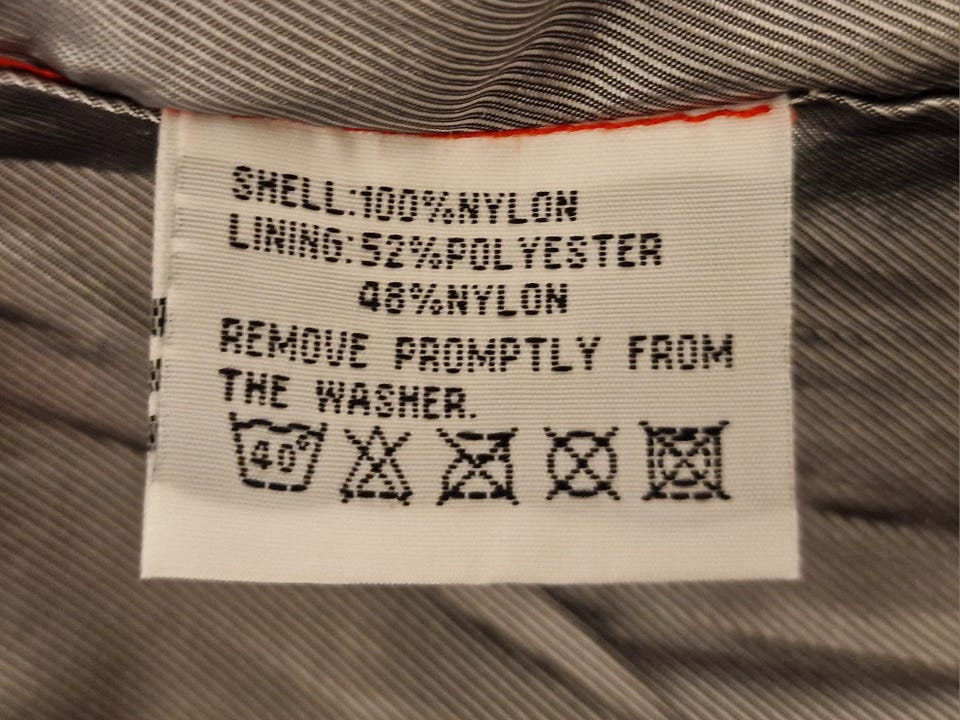 SHELL:100%NYLON
LINING:52%POLYESTER
48%NYLON
REMOVE PROMPTLY FROM
THE WASHER.
40°